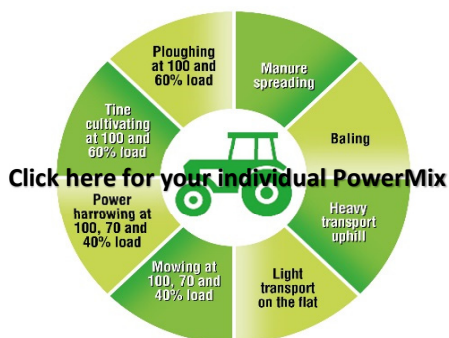 Ploughing
at 100 and
60% load
Manure
spreading
Tine
cultivating
at 100 and
60% load
Baling
Click here for your individual PowerMix
Power
harrowing at
100, 70 and
40% load
Heavy
transport
uphill
Mowing at
100, 70 and
40% load
Light
transport
on the flat